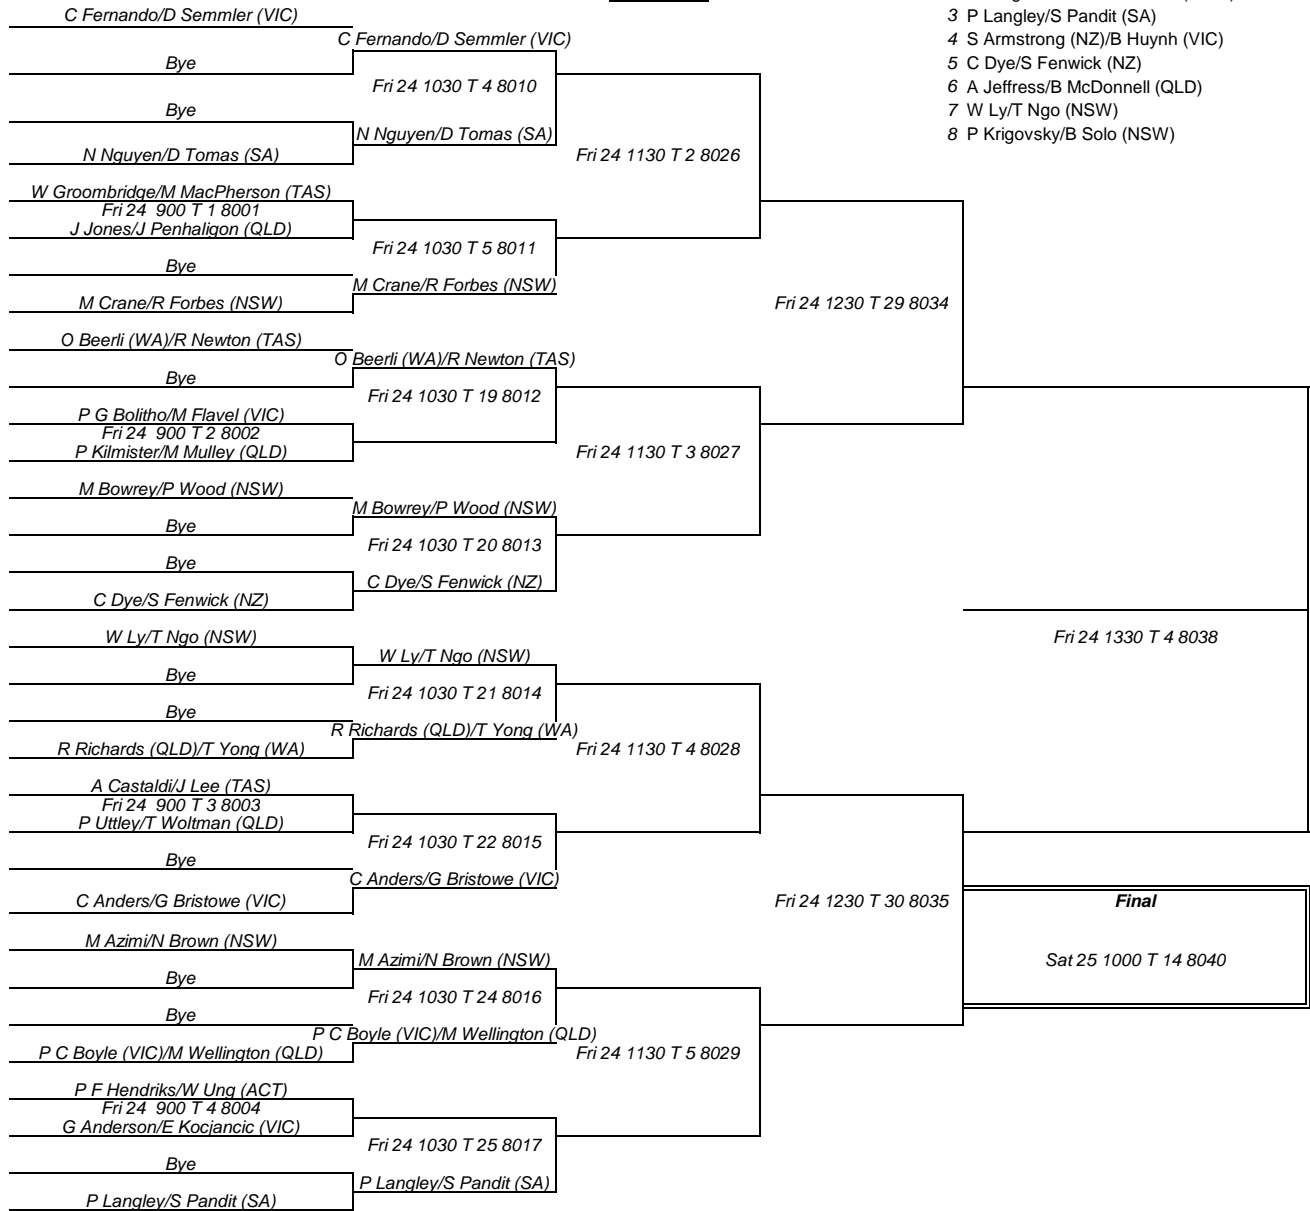 3 P Langley/S Pandit (SA)
4 S Armstrong (NZ)/B Huynh (VIC)
5 C Dye/S Fenwick (NZ)
6 A Jeffress/B McDonnell (QLD)
7 W Ly/T Ngo (NSW)
8 P Krigovsky/B Solo (NSW)
C Fernando/D Semmler (VIC)
Bye
Bye
N Nguyen/D Tomas (SA)
W Groombridge/M MacPherson (TAS)
Fri 24 900 T 1 8001
J Jones/J Penhaligon (QLD)
Bye
M Crane/R Forbes (NSW)
O Beerli (WA)/R Newton (TAS)
Bye
P G Bolitho/M Flavel (VIC)
Fri 24 900 T 2 8002
P Kilmister/M Mulley (QLD)
M Bowrey/P Wood (NSW)
Bye
Bye
C Dye/S Fenwick (NZ)
W Ly/T Ngo (NSW)
Bye
Bye
R Richards (QLD)/T Yong (WA)
A Castaldi/J Lee (TAS)
Fri 24 900 T 3 8003
P Uttley/T Woltman (QLD)
Bye
C Anders/G Bristowe (VIC)
M Azimi/N Brown (NSW)
Bye
Bye
P C Boyle (VIC)/M Wellington (QLD)
P F Hendriks/W Ung (ACT)
Fri 24 900 T 4 8004
G Anderson/E Kocjancic (VIC)
Bye
P Langley/S Pandit (SA)
C Fernando/D Semmler (VIC)
Fri 24 1030 T 4 8010
N Nguyen/D Tomas (SA)
Fri 24 1030 T 5 8011
M Crane/R Forbes (NSW)
O Beerli (WA)/R Newton (TAS)
Fri 24 1030 T 19 8012
M Bowrey/P Wood (NSW)
Fri 24 1030 T 20 8013
C Dye/S Fenwick (NZ)
W Ly/T Ngo (NSW)
Fri 24 1030 T 21 8014
R Richards (QLD)/T Yong (WA)
Fri 24 1030 T 22 8015
C Anders/G Bristowe (VIC)
M Azimi/N Brown (NSW)
Fri 24 1030 T 24 8016
P C Boyle (VIC)/M Wellington (QLD)
Fri 24 1030 T 25 8017
P Langley/S Pandit (SA)
Fri 24 1130 T 2 8026
Fri 24 1130 T 3 8027
Fri 24 1130 T 4 8028
Fri 24 1130 T 5 8029
Fri 24 1230 T 29 8034
Fri 24 1230 T 30 8035
Fri 24 1330 T 4 8038
Final
Sat 25 1000 T 14 8040